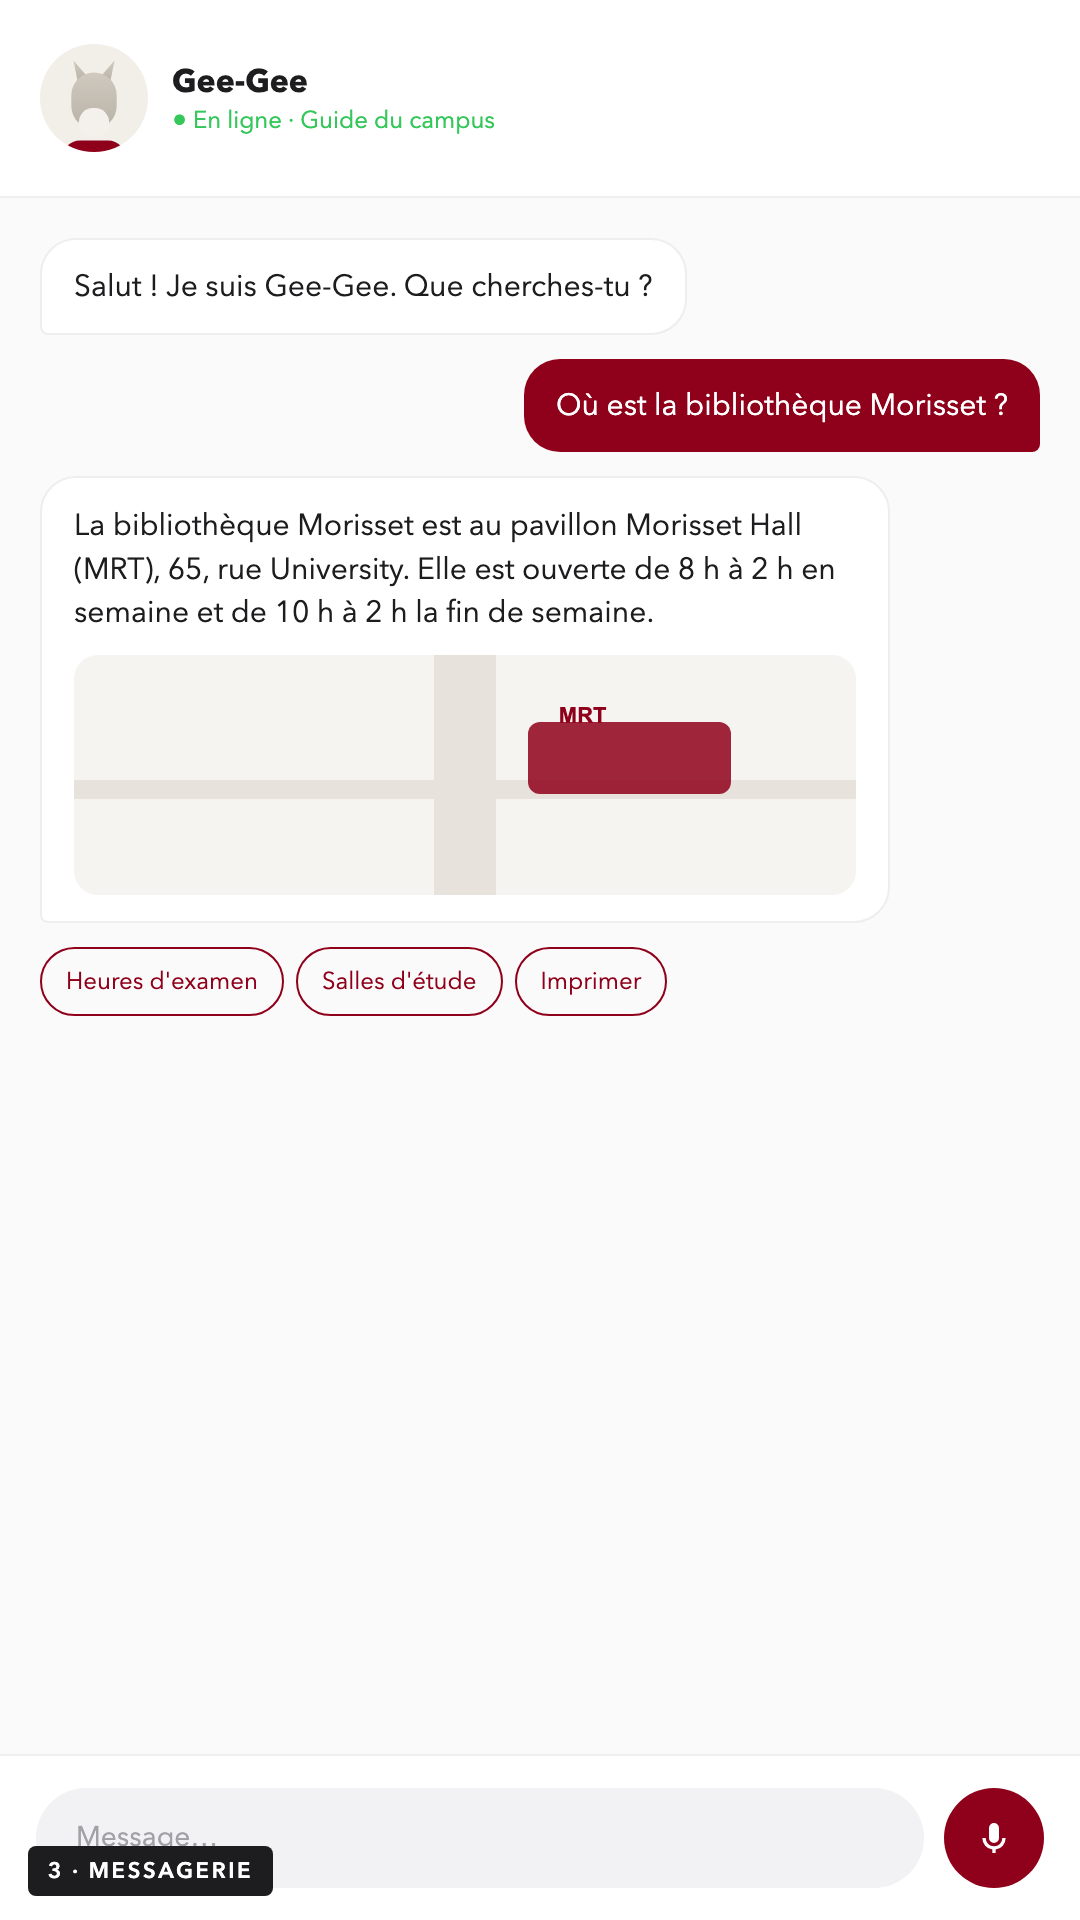 Gee-Gee
En ligne · Guide du campus
Salut ! Je suis Gee-Gee. Que cherches-tu ?
Où est la bibliothèque Morisset ?
La bibliothèque Morisset est au pavillon Morisset Hall
(MRT), 65, rue University. Elle est ouverte de 8 h à 2 h en
semaine et de 10 h à 2 h la fin de semaine.
MRT
Heures d'examen
Salles d'étude
Imprimer
Message...
3 · MESSAGERIE